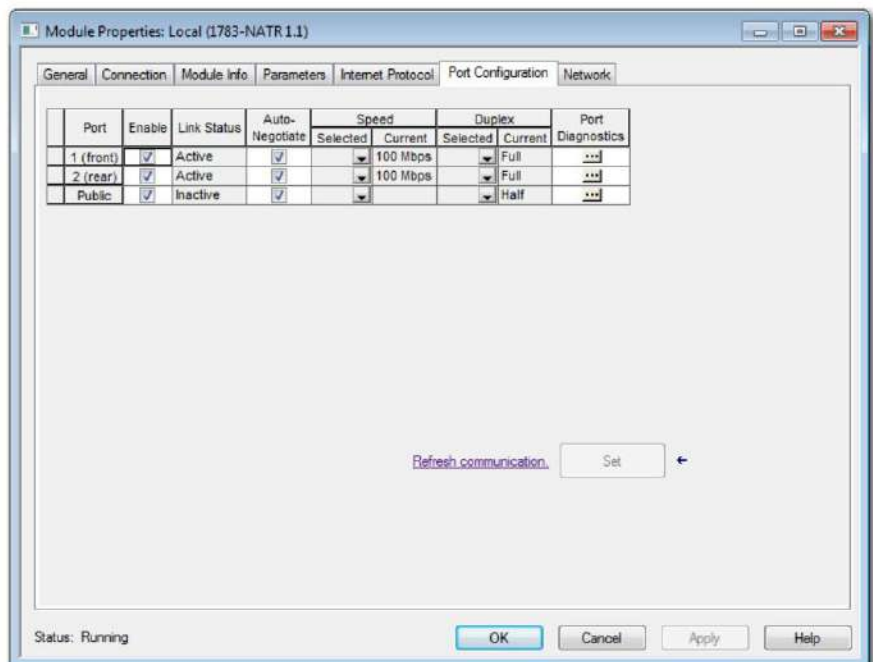 Module Properties: Local (1783-NATR 1.1)
General Connection Module Info Parameters Internet Protocol Port Configuration Network
Port Enable Link Status Auto-Negotiate Speed Duplex Port Diagnostics
Selected Current Selected Current
1 (front) Active 100 Mbps Full ...
2 (rear) Active 100 Mbps Full ...
Public Inactive Half ...
Refresh communication. Set
Status: Running OK Cancel Apply Help